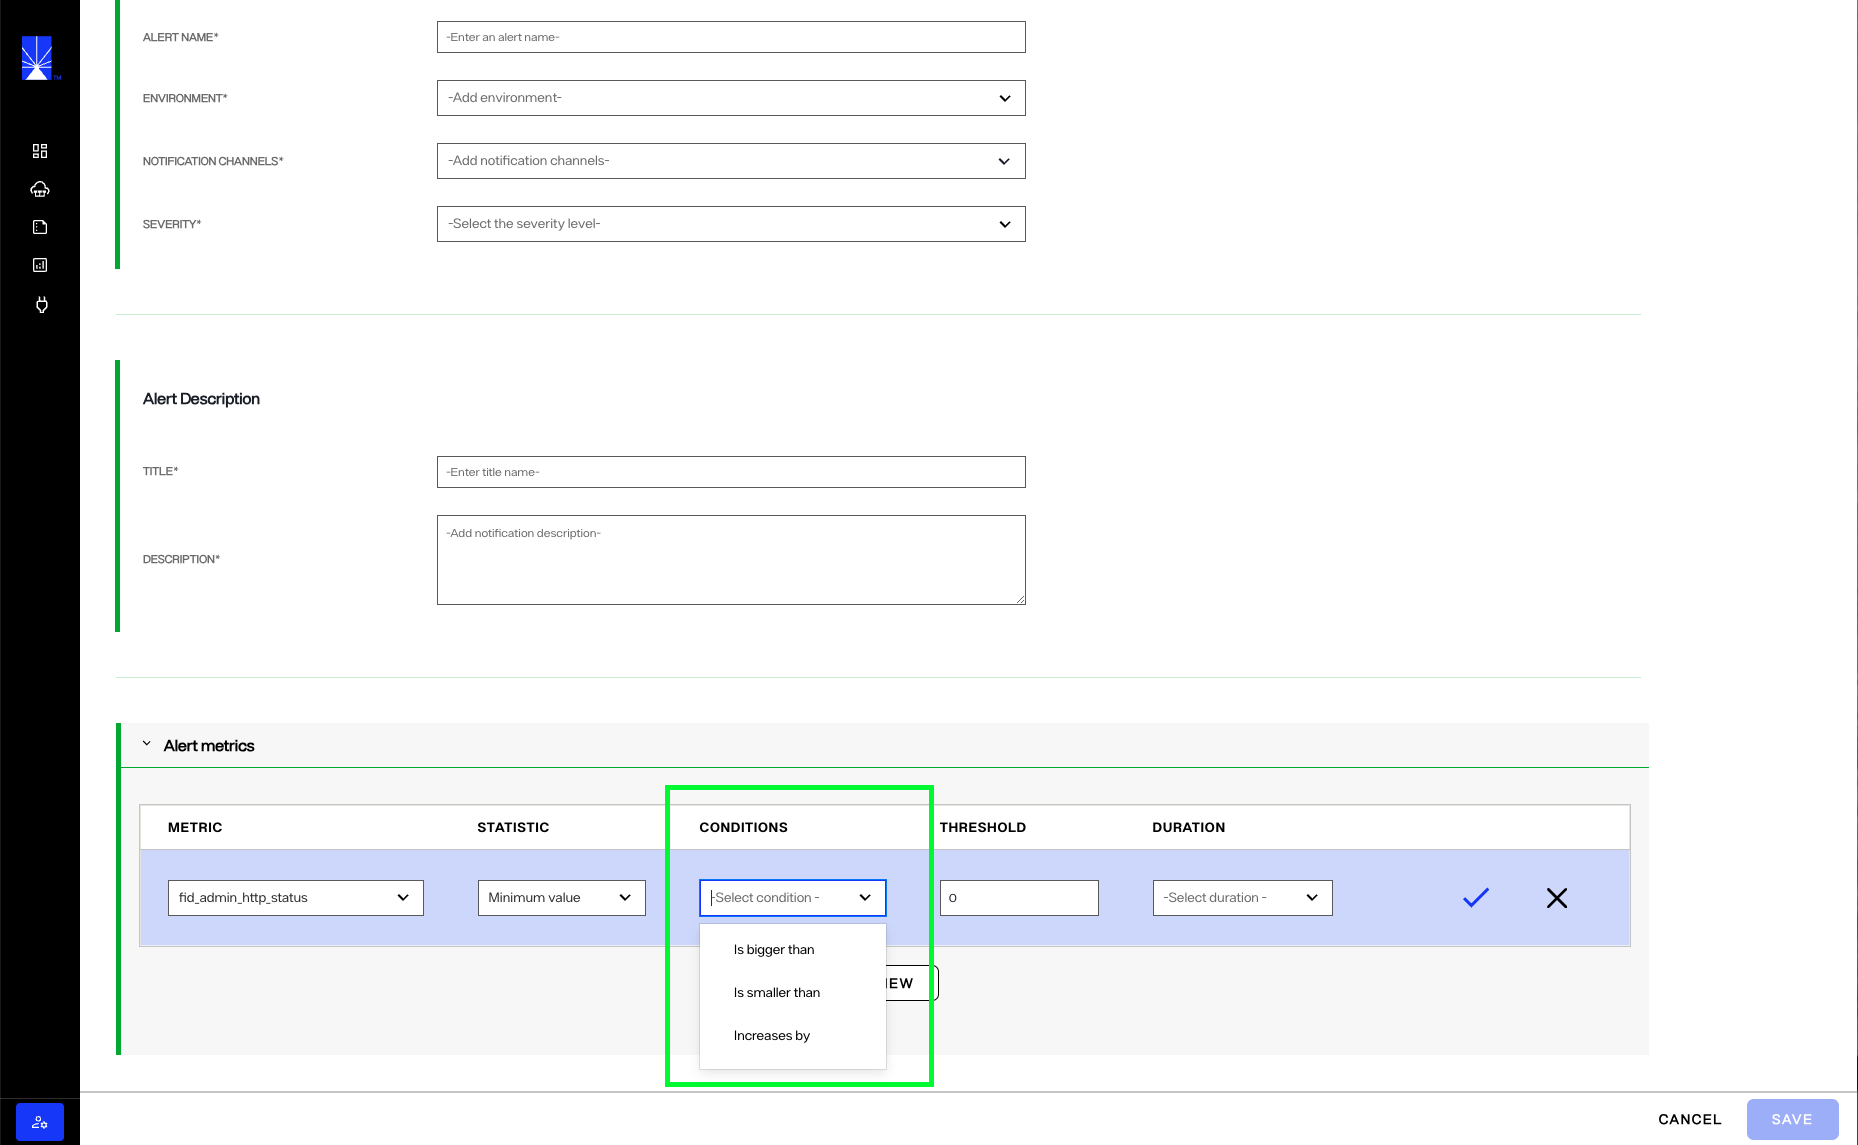 TM
ALERT NAME*
-Enter an alert name-
ENVIRONMENT*
-Add environment-
NOTIFICATION CHANNELS*
-Add notification channels-
SEVERITY*
-Select the severity level-
Alert Description
TITLE*
-Enter title name-
DESCRIPTION*
-Add notification description-
Alert metrics
METRIC STATISTIC CONDITIONS THRESHOLD DURATION
fid_admin_http_status Minimum value -Select condition - 0 -Select duration -
Is bigger than
Is smaller than
Increases by
CANCEL SAVE